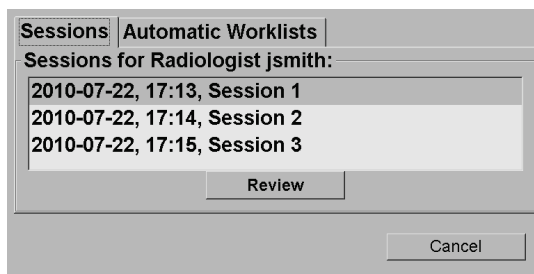 Sessions Automatic Worklists
Sessions for Radiologist jsmith:
2010-07-22, 17:13, Session 1
2010-07-22, 17:14, Session 2
2010-07-22, 17:15, Session 3
Review
Cancel